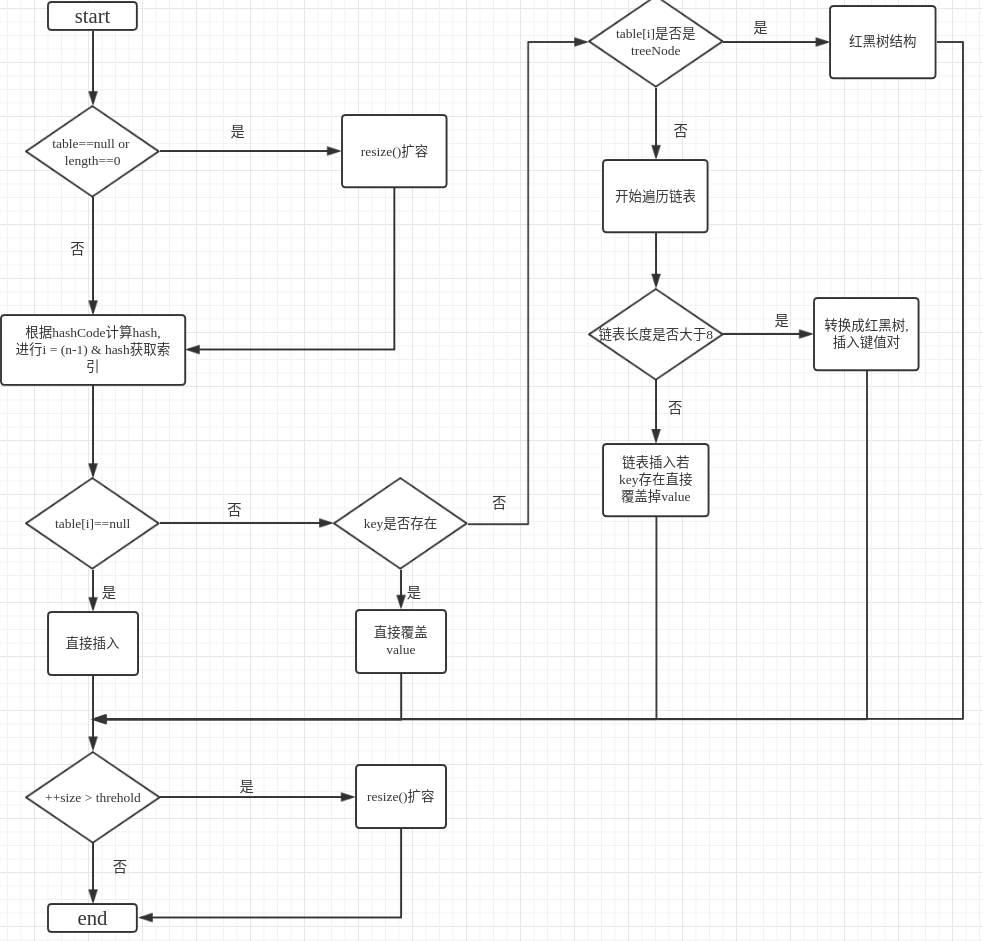 start
table==null or
length==0
是
resize()扩容
否
根据hashCode计算hash,
进行i = (n-1) & hash获取索
引
table[i]==null
否
key是否存在
否
是
直接插入
是
直接覆盖
value
table[i]是否是
treeNode
是
红黑树结构
否
开始遍历链表
链表长度是否大于8
是
转换成红黑树,
插入键值对
否
链表插入若
key存在直接
覆盖掉value
++size > threhold
是
resize()扩容
否
end